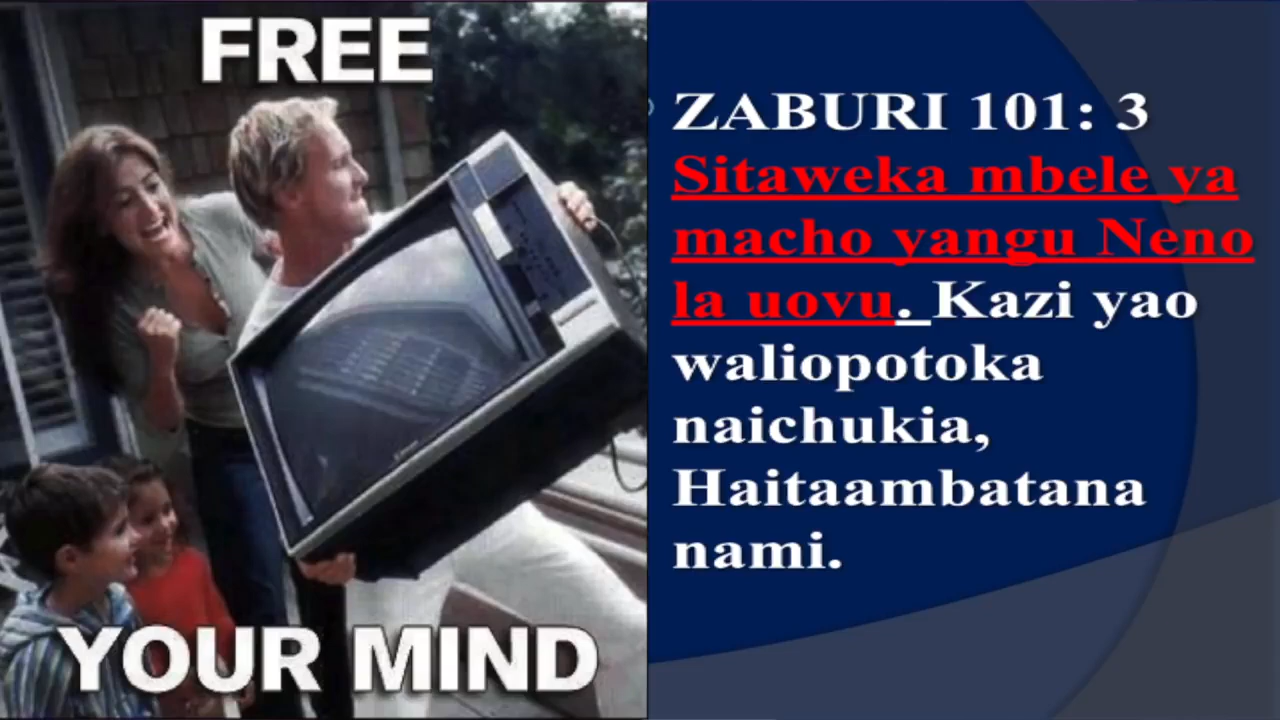 FREE
YOUR MIND
ZABURI 101: 3
Sitaweka mbele ya
macho yangu Neno
la uovu. Kazi yao
waliopotoka
naichukia,
Haitaambatana
nami.